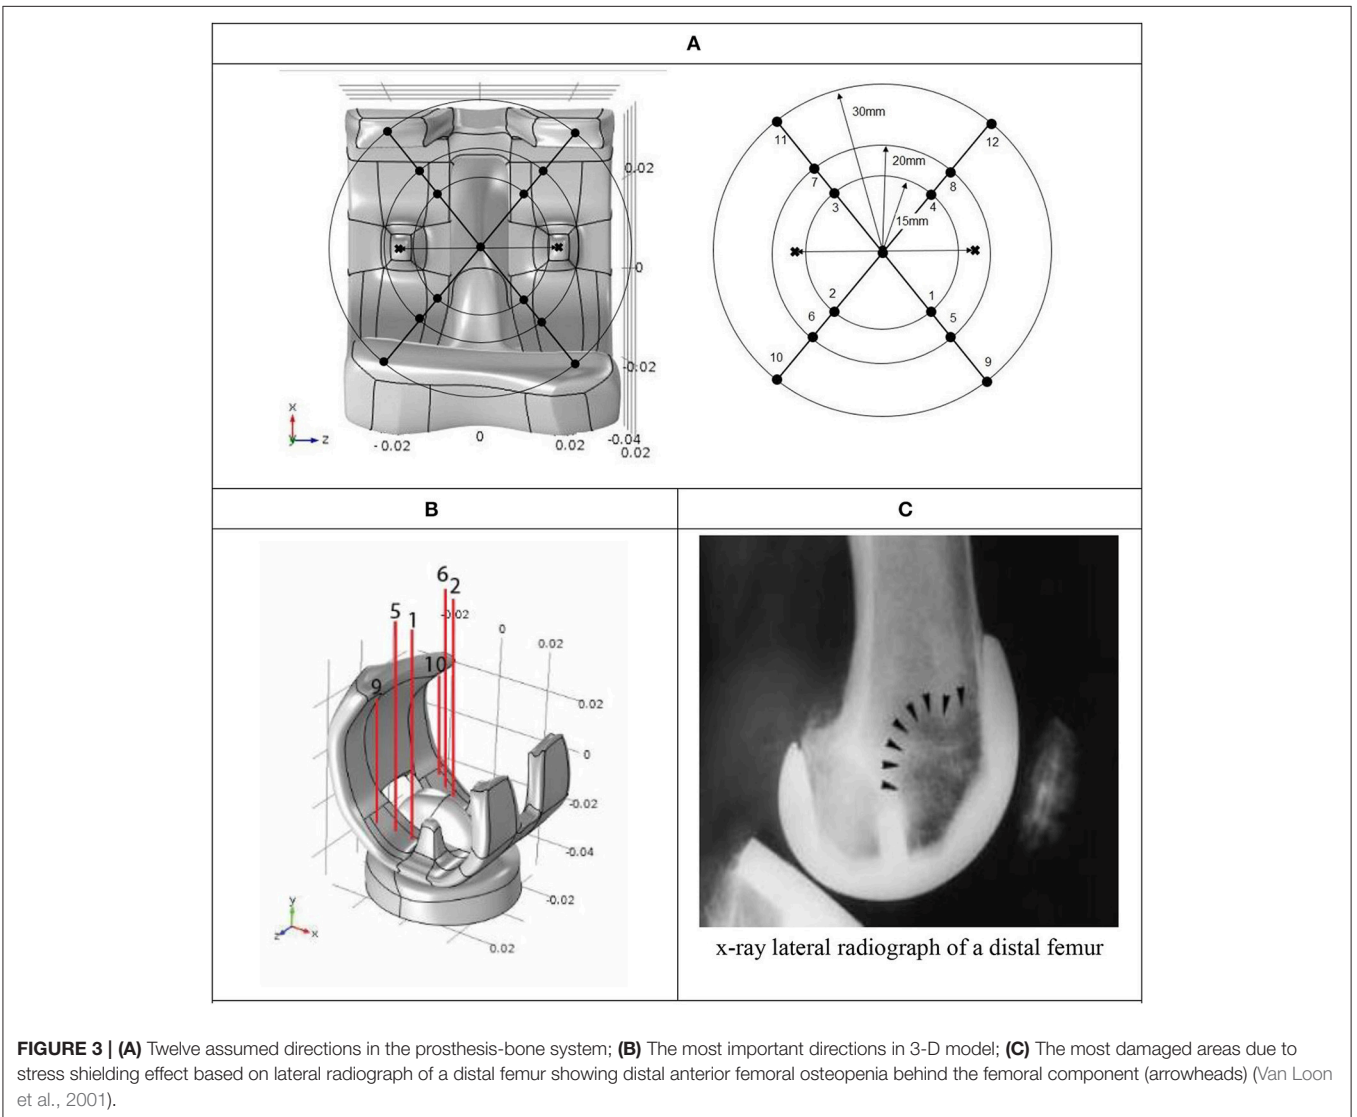 A
30mm
20mm
15mm
11
12
7
8
3
4
2
1
6
5
10
9
0.02
0
-0.02
x
y
z
- 0.02
0
0.02
-0.04
0.02
B
C
6
2
5
1
-0.02
0
0.02
10
9
0.02
0
-0.02
-0.04
-0.02
0.02
y
z
x
x-ray lateral radiograph of a distal femur
FIGURE 3 | (A) Twelve assumed directions in the prosthesis-bone system; (B) The most important directions in 3-D model; (C) The most damaged areas due to
stress shielding effect based on lateral radiograph of a distal femur showing distal anterior femoral osteopenia behind the femoral component (arrowheads) (Van Loon
et al., 2001).